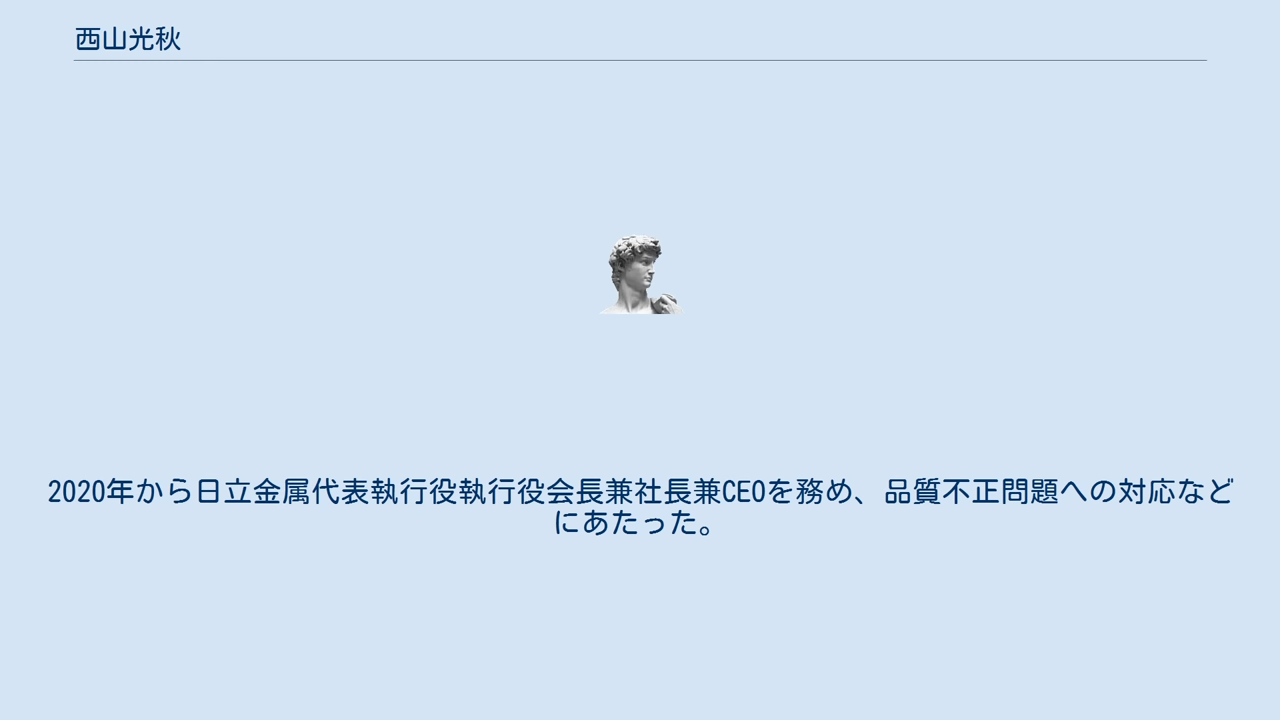 西山光秋
2020年から日立金属代表執行役執行役会長兼社長兼CEOを務め、品質不正問題への対応など
にあたった。